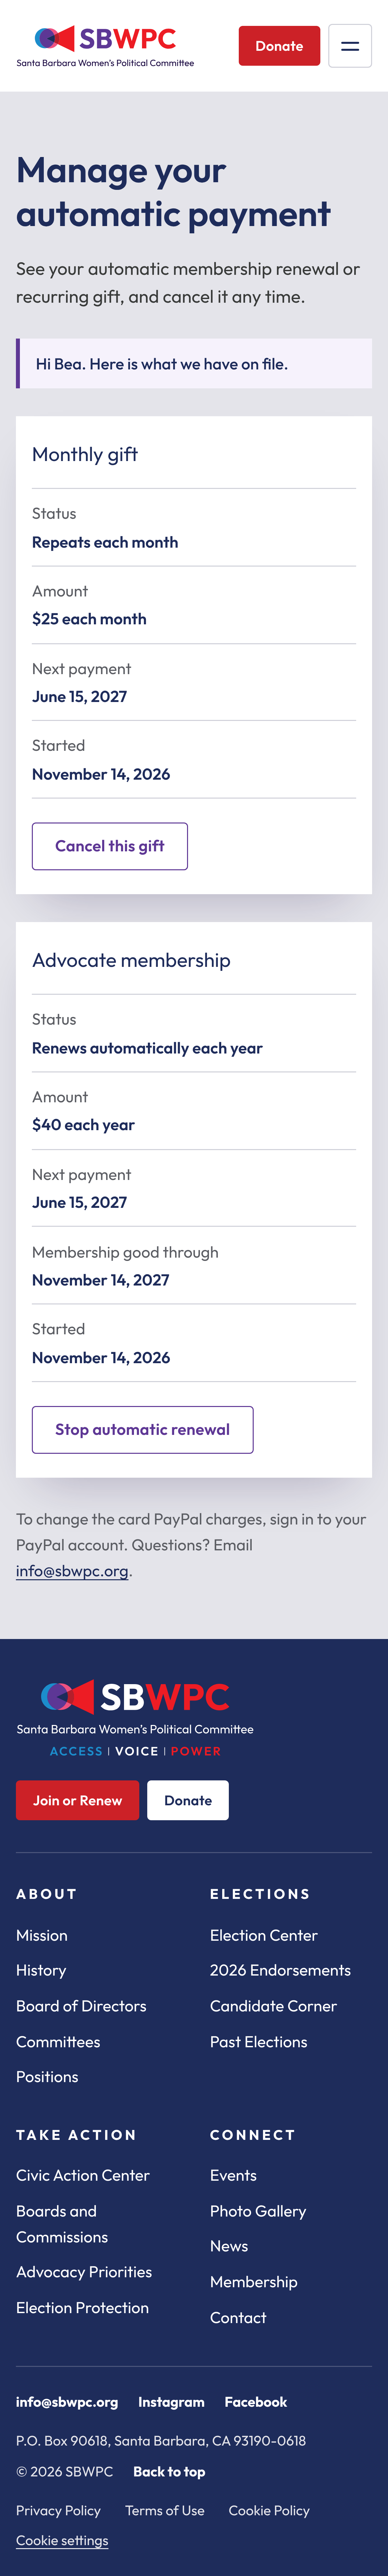 SBWPC
Santa Barbara Women's Political Committee
Donate
Manage your
automatic payment
See your automatic membership renewal or
recurring gift, and cancel it any time.
Hi Bea. Here is what we have on file.
Monthly gift
Status
Repeats each month
Amount
$25 each month
Next payment
June 15, 2027
Started
November 14, 2026
Cancel this gift
Advocate membership
Status
Renews automatically each year
Amount
$40 each year
Next payment
June 15, 2027
Membership good through
November 14, 2027
Started
November 14, 2026
Stop automatic renewal
To change the card PayPal charges, sign in to your
PayPal account. Questions? Email
info@sbwpc.org.
SBWPC
Santa Barbara Women's Political Committee
ACCESS | VOICE | POWER
Join or Renew
Donate
ABOUT
Mission
History
Board of Directors
Committees
Positions
ELECTIONS
Election Center
2026 Endorsements
Candidate Corner
Past Elections
TAKE ACTION
Civic Action Center
Boards and
Commissions
Advocacy Priorities
Election Protection
CONNECT
Events
Photo Gallery
News
Membership
Contact
info@sbwpc.org Instagram Facebook
P.O. Box 90618, Santa Barbara, CA 93190-0618
© 2026 SBWPC Back to top
Privacy Policy Terms of Use Cookie Policy
Cookie settings